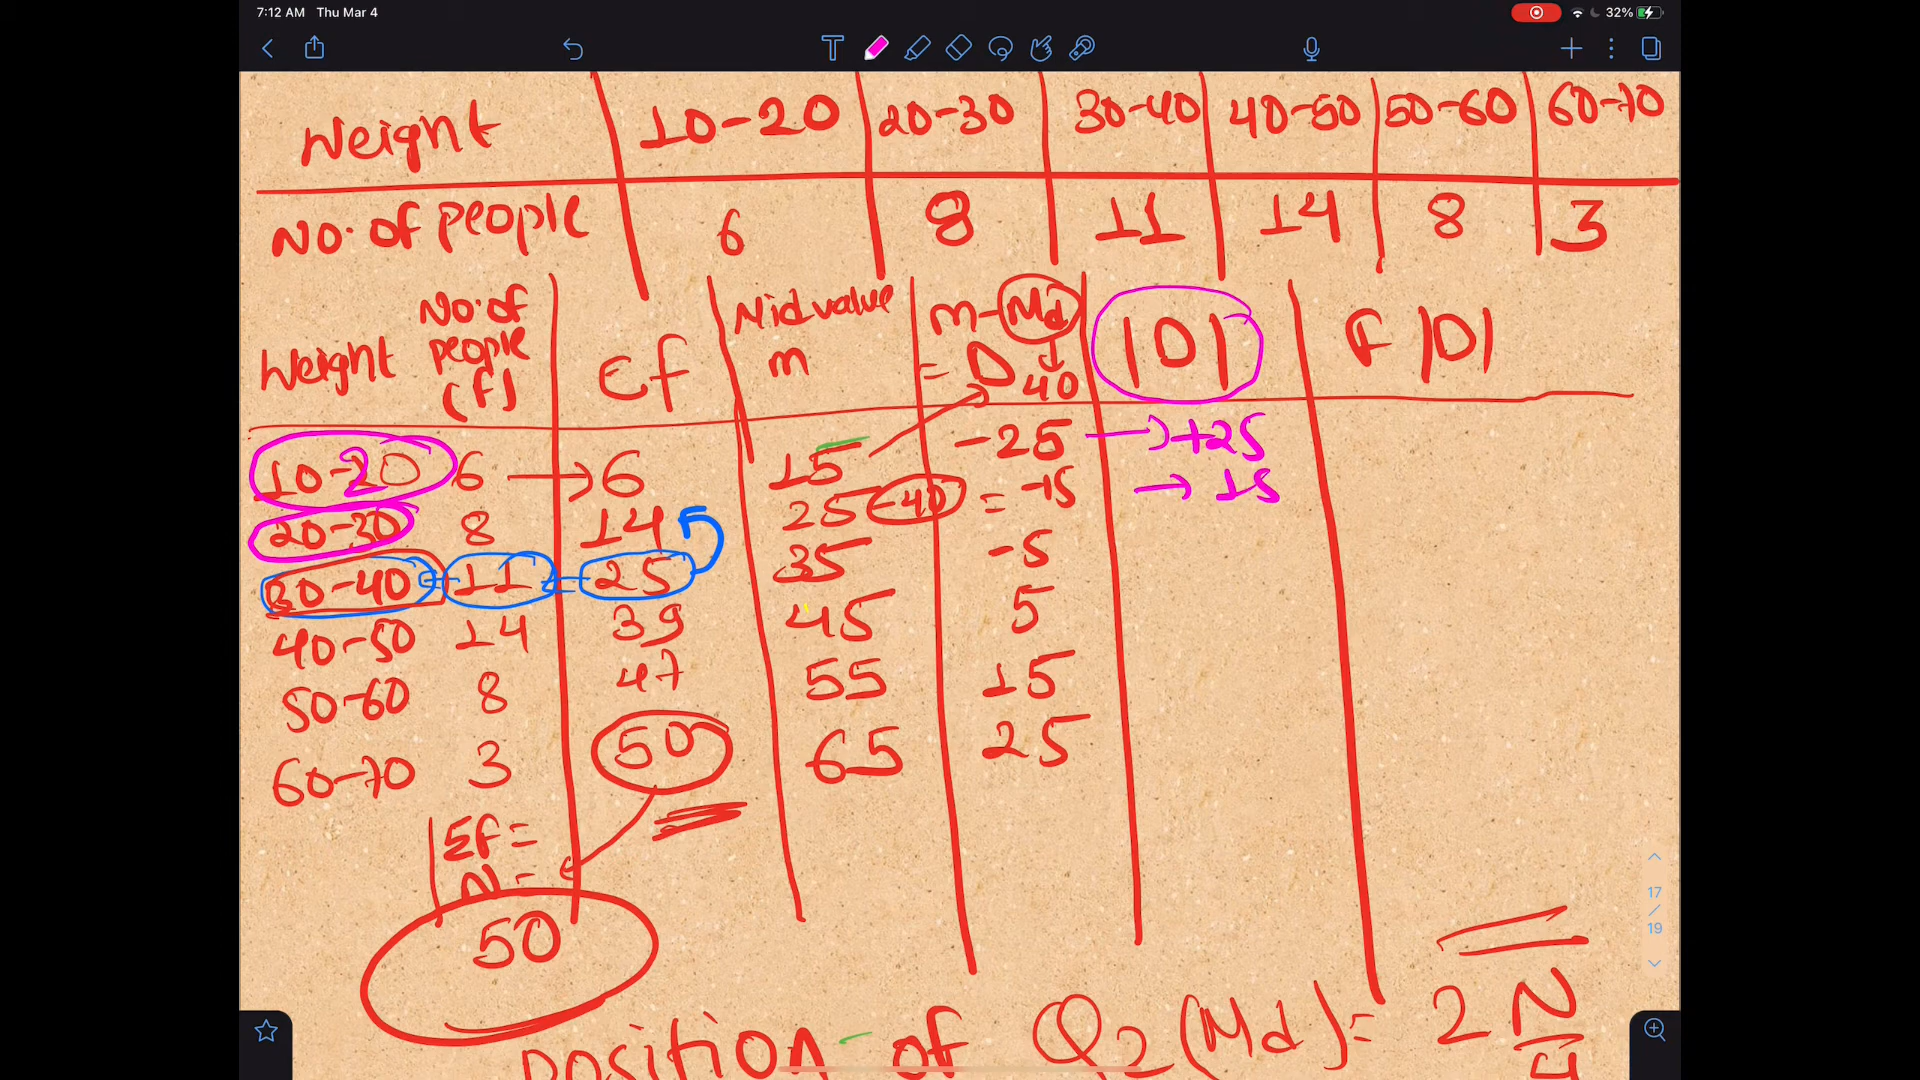 7:12 AM Thu Mar 4
32%
Weight 10-20 20-30 30-40 40-50 50-60 60-70
No. of people 6 8 11 14 8 3
Weight No. of people (f) cf Mid value m m-Md = D 40 |D| F |D|
10-20 6 → 6 15 -25 → +25
20-30 8 14 25 -40 = -15 → 15
30-40 11 25 35 -5
40-50 14 39 45 5
50-60 8 47 55 15
60-70 3 50 65 25
Σf =
N =
50
17
/
19
position of Q2 (Md) = 2 N/4